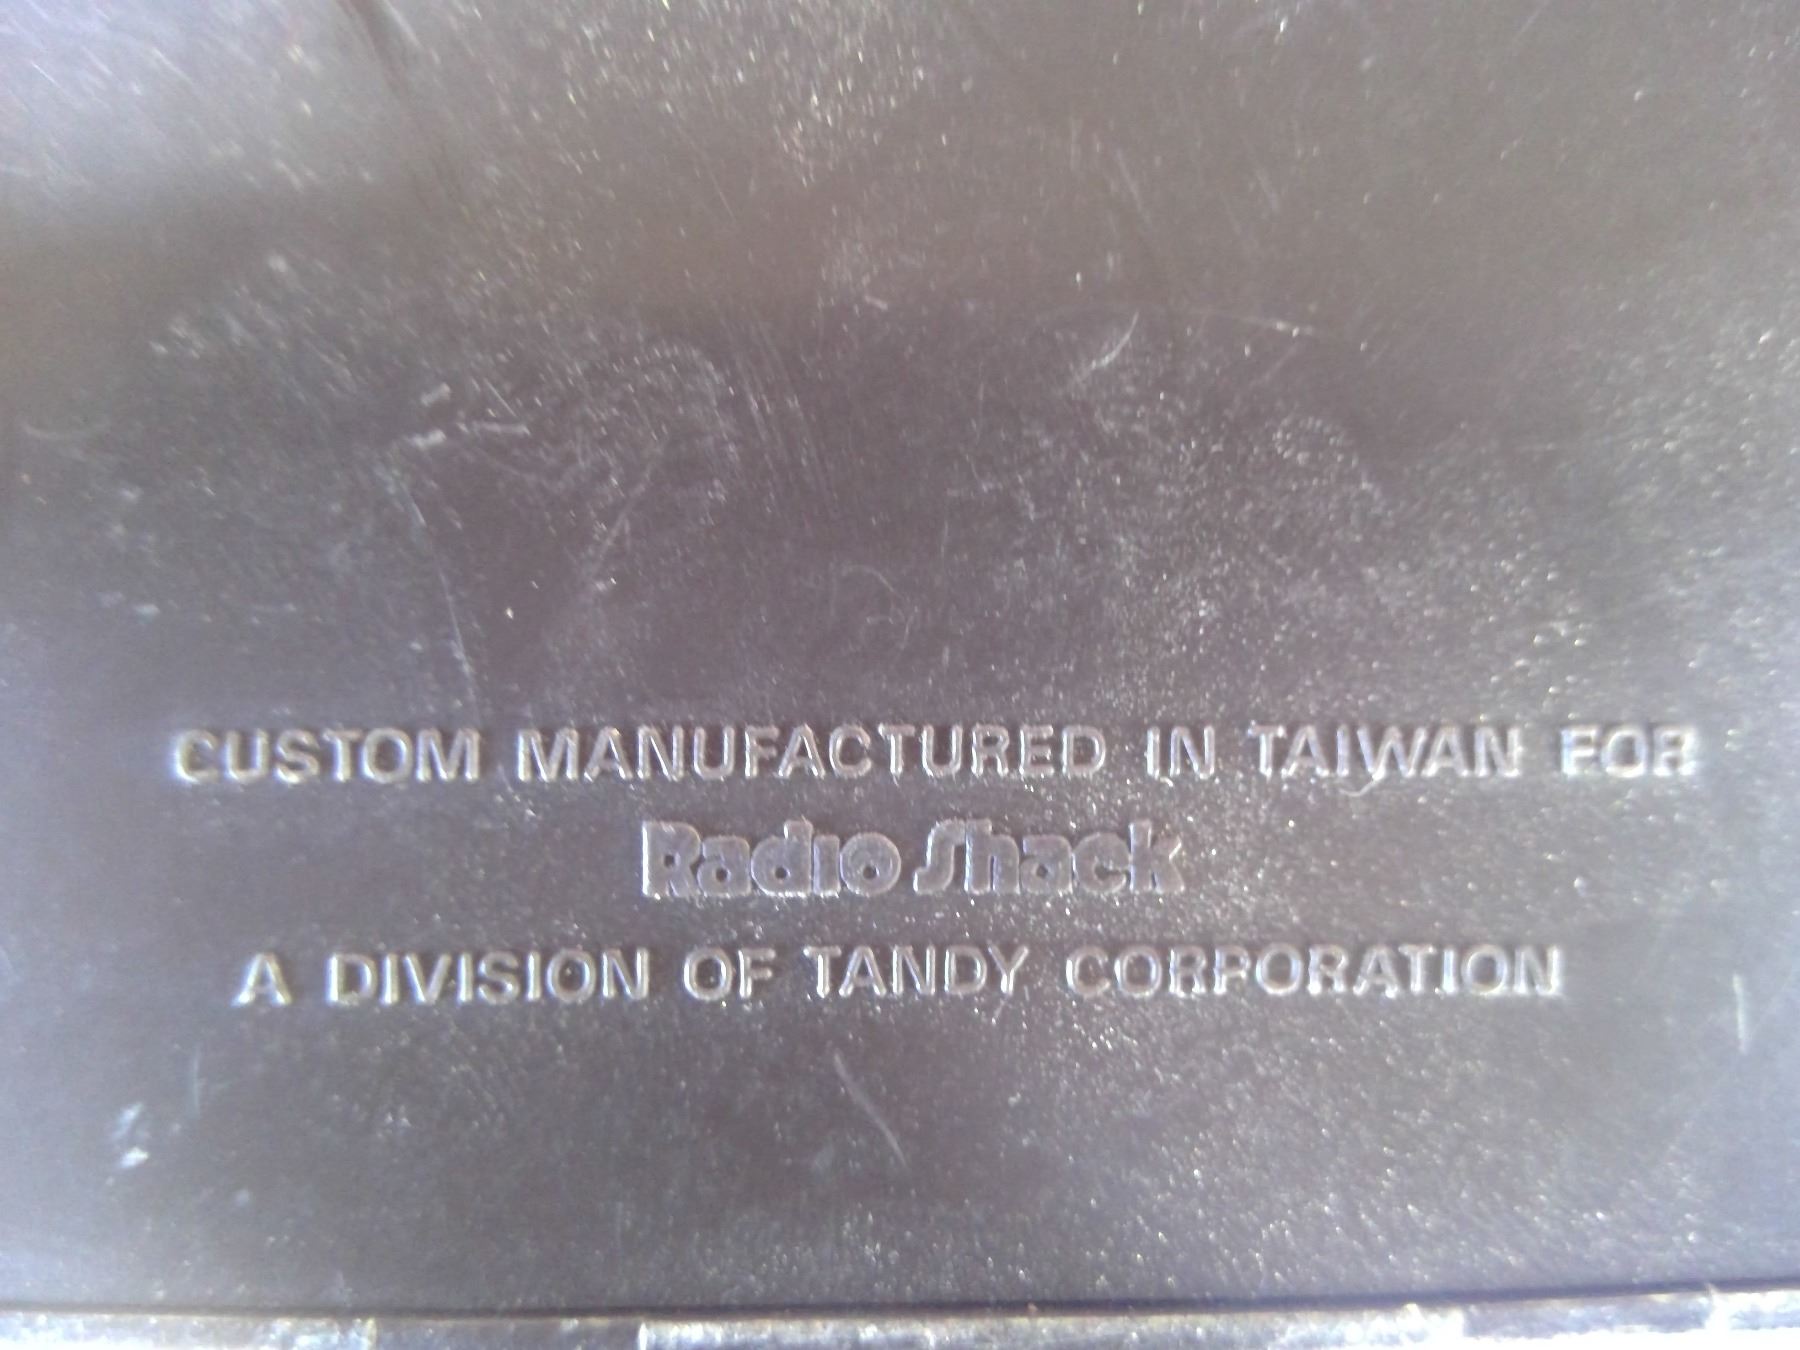 CUSTOM MANUFACTURED IN TAIWAN FOR
Radio Shack
A DIVISION OF TANDY CORPORATION